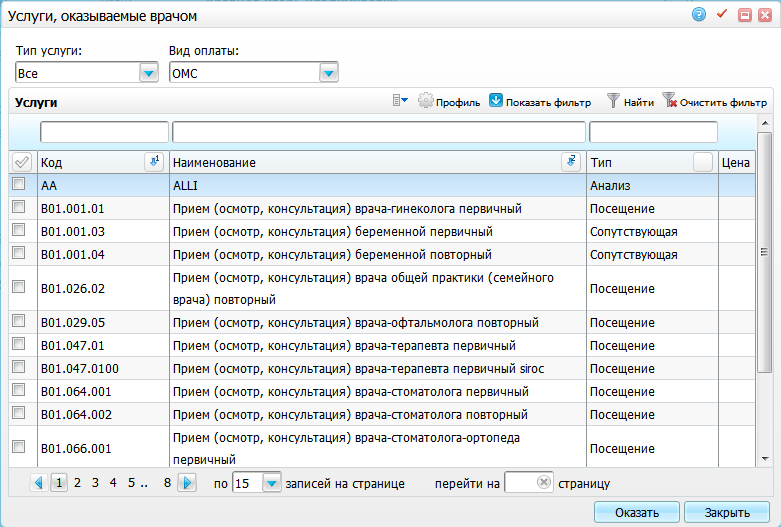 Услуги, оказываемые врачом
Тип услуги: Вид оплаты:
Все ОМС
Услуги Профиль Показать фильтр Найти Очистить фильтр
Код 1 Наименование 2 Тип Цена
AA ALLI Анализ
B01.001.01 Прием (осмотр, консультация) врача-гинеколога первичный Посещение
B01.001.03 Прием (осмотр, консультация) беременной первичный Сопутствующая
B01.001.04 Прием (осмотр, консультация) беременной повторный Сопутствующая
B01.026.02 Прием (осмотр, консультация) врача общей практики (семейного Посещение
врача) повторный
B01.029.05 Прием (осмотр, консультация) врача-офтальмолога повторный Посещение
B01.047.01 Прием (осмотр, консультация) врача-терапевта первичный Посещение
B01.047.0100 Прием (осмотр, консультация) врача-терапевта первичный siroc Посещение
B01.064.001 Прием (осмотр, консультация) врача-стоматолога первичный Посещение
B01.064.002 Прием (осмотр, консультация) врача-стоматолога повторный Посещение
B01.066.001 Прием (осмотр, консультация) врача-стоматолога-ортопеда Посещение
первичный
1 2 3 4 5 .. 8 по 15 записей на странице перейти на страницу
Оказать Закрыть